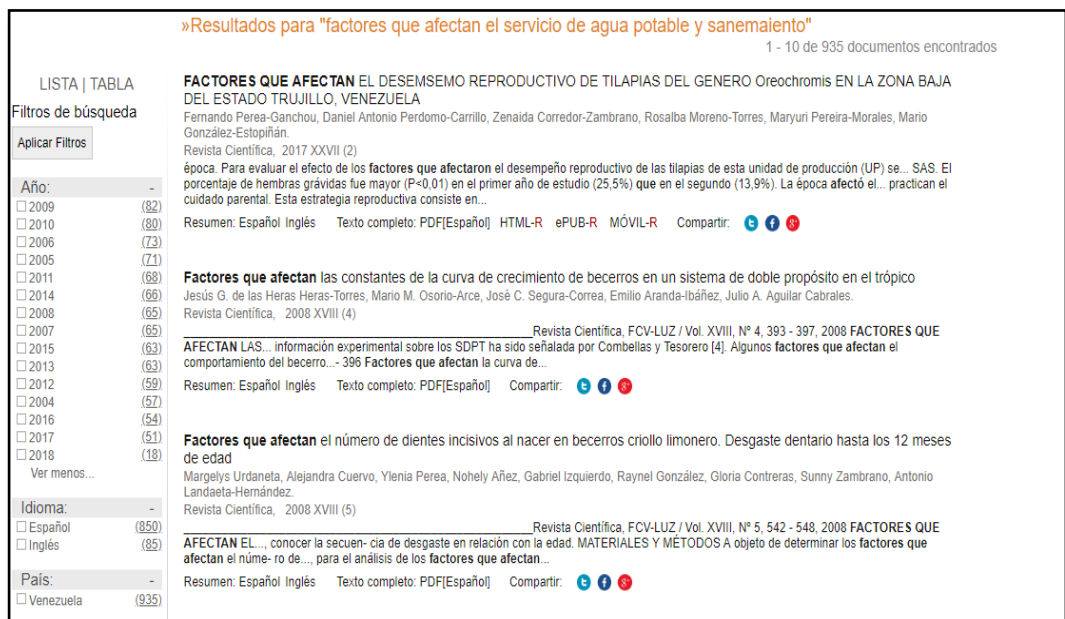 »Resultados para "factores que afectan el servicio de agua potable y sanemaiento"
1 - 10 de 935 documentos encontrados
LISTA | TABLA
Filtros de búsqueda
Aplicar Filtros
Año: -
2009 (82)
2010 (80)
2006 (73)
2005 (71)
2011 (68)
2014 (66)
2008 (65)
2007 (65)
2015 (63)
2013 (63)
2012 (59)
2004 (57)
2016 (54)
2017 (51)
2018 (18)
Ver menos...
Idioma: -
Español (850)
Inglés (85)
País: -
Venezuela (935)
FACTORES QUE AFECTAN EL DESEMSEMO REPRODUCTIVO DE TILAPIAS DEL GENERO Oreochromis EN LA ZONA BAJA
DEL ESTADO TRUJILLO, VENEZUELA
Fernando Perea-Ganchou, Daniel Antonio Perdomo-Carrillo, Zenaida Corredor-Zambrano, Rosalba Moreno-Torres, Maryuri Pereira-Morales, Mario
González-Estopiñán.
Revista Científica, 2017 XXVII (2)
época. Para evaluar el efecto de los factores que afectaron el desempeño reproductivo de las tilapias de esta unidad de producción (UP) se... SAS. El
porcentaje de hembras grávidas fue mayor (P<0,01) en el primer año de estudio (25,5%) que en el segundo (13,9%). La época afectó el... practican el
cuidado parental. Esta estrategia reproductiva consiste en...
Resumen: Español Inglés Texto completo: PDF[Español] HTML-R ePUB-R MÓVIL-R Compartir:
Factores que afectan las constantes de la curva de crecimiento de becerros en un sistema de doble propósito en el trópico
Jesús G. de las Heras Heras-Torres, Mario M. Osorio-Arce, José C. Segura-Correa, Emilio Aranda-Ibáñez, Julio A. Aguilar Cabrales.
Revista Científica, 2008 XVIII (4)
Revista Científica, FCV-LUZ / Vol. XVIII, Nº 4, 393 - 397, 2008 FACTORES QUE
AFECTAN LAS... información experimental sobre los SDPT ha sido señalada por Combellas y Tesorero [4]. Algunos factores que afectan el
comportamiento del becerro...- 396 Factores que afectan la curva de...
Resumen: Español Inglés Texto completo: PDF[Español] Compartir:
Factores que afectan el número de dientes incisivos al nacer en becerros criollo limonero. Desgaste dentario hasta los 12 meses
de edad
Margelys Urdaneta, Alejandra Cuervo, Ylenia Perea, Nohely Añez, Gabriel Izquierdo, Raynel González, Gloria Contreras, Sunny Zambrano, Antonio
Landaeta-Hernández.
Revista Científica, 2008 XVIII (5)
Revista Científica, FCV-LUZ / Vol. XVIII, Nº 5, 542 - 548, 2008 FACTORES QUE
AFECTAN EL..., conocer la secuen- cia de desgaste en relación con la edad. MATERIALES Y MÉTODOS A objeto de determinar los factores que
afectan el núme- ro de..., para el análisis de los factores que afectan...
Resumen: Español Inglés Texto completo: PDF[Español] Compartir: